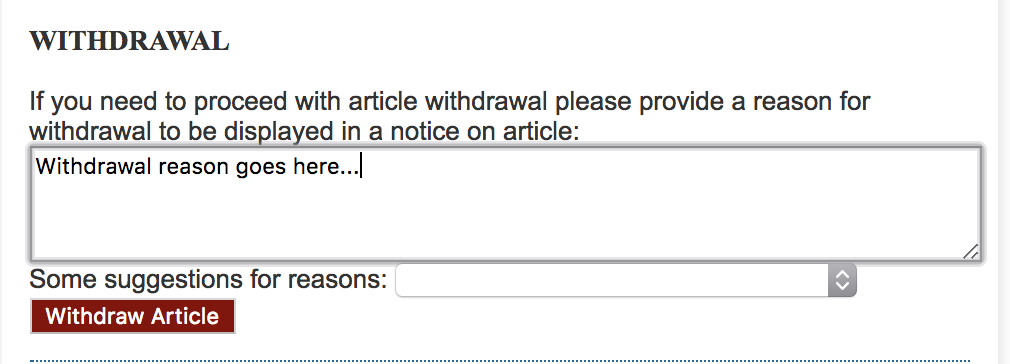 WITHDRAWAL
If you need to proceed with article withdrawal please provide a reason for
withdrawal to be displayed in a notice on article:
Withdrawal reason goes here...
Some suggestions for reasons:
Withdraw Article